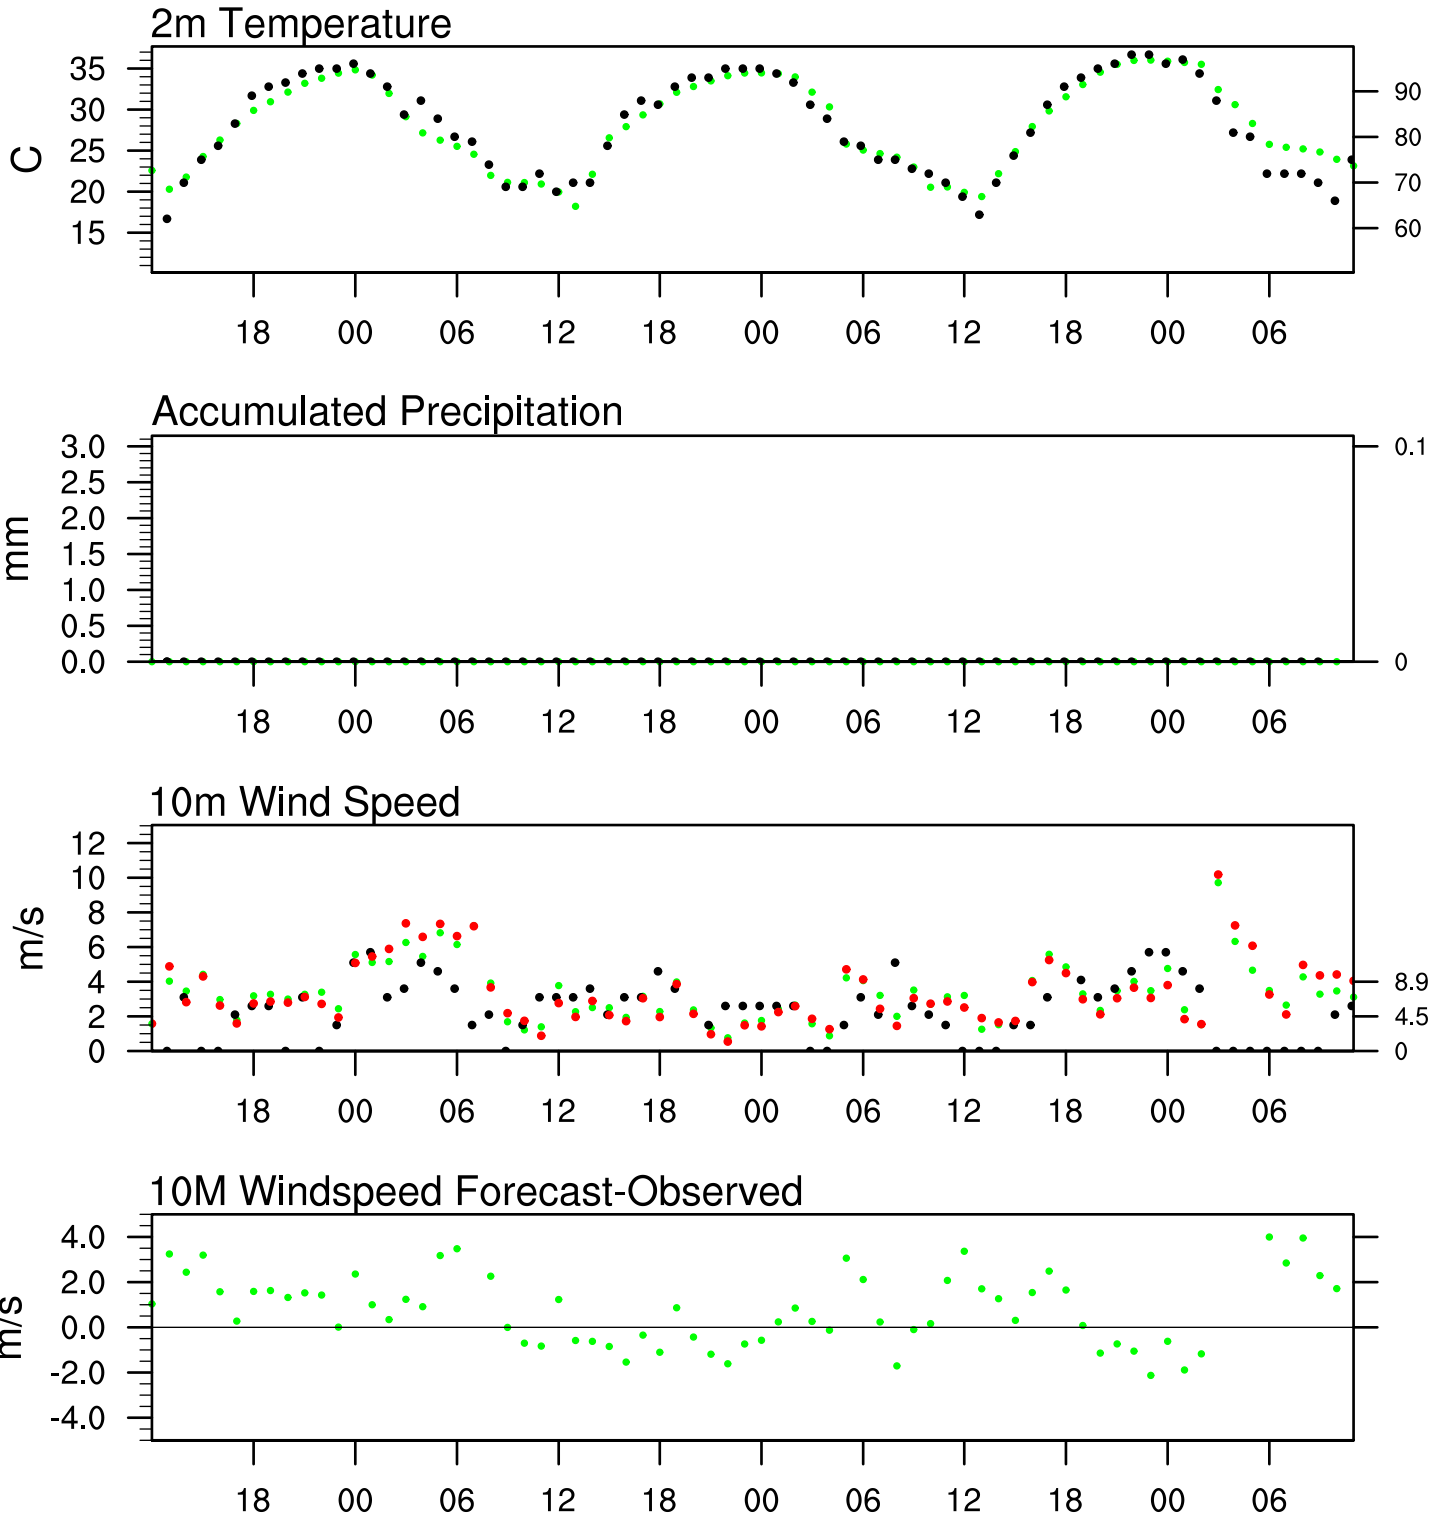 2m Temperature
35
30
25
20
15
C
90
80
70
60
18 00 06 12 18 00 06 12 18 00 06
Accumulated Precipitation
3.0
2.5
2.0
1.5
1.0
0.5
0.0
mm
0.1
0
18 00 06 12 18 00 06 12 18 00 06
10m Wind Speed
12
10
8
6
4
2
0
m/s
8.9
4.5
0
18 00 06 12 18 00 06 12 18 00 06
10M Windspeed Forecast-Observed
4.0
2.0
0.0
-2.0
-4.0
m/s
18 00 06 12 18 00 06 12 18 00 06